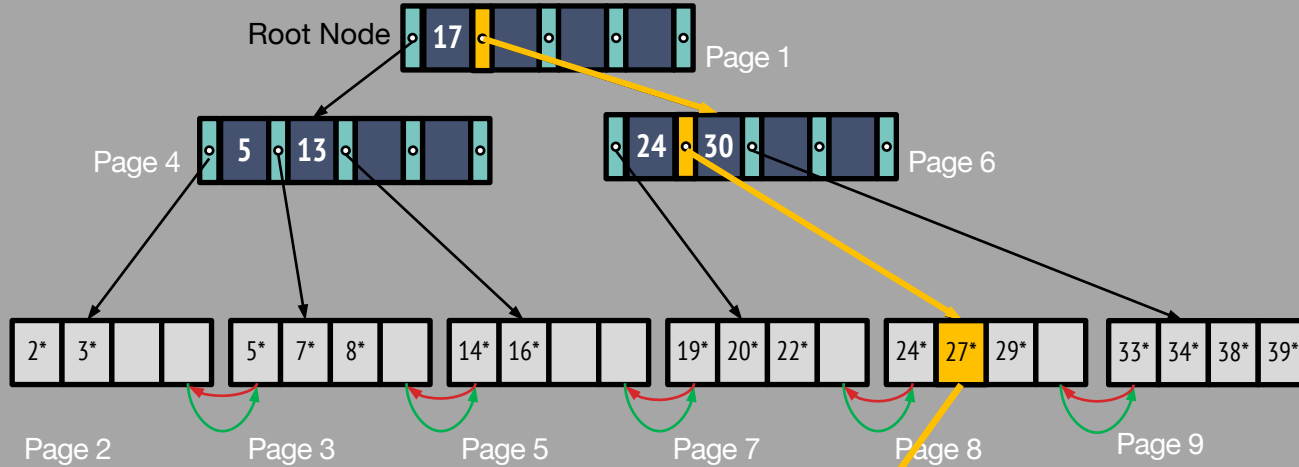 Root Node
17
Page 1
Page 4
5 13
24 30
Page 6
2* 3*
5* 7* 8*
14* 16*
19* 20* 22*
24* 27* 29*
33* 34* 38* 39*
Page 2
Page 3
Page 5
Page 7
Page 8
Page 9